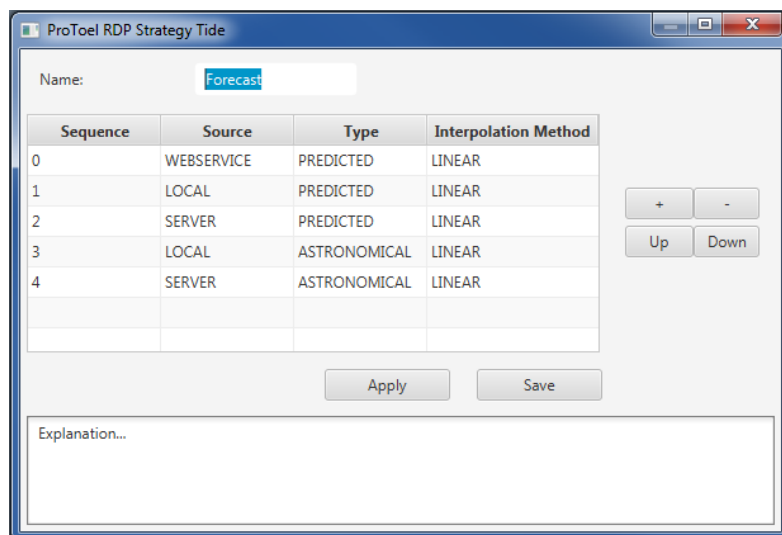 ProToel RDP Strategy Tide
Name: Forecast
Sequence Source Type Interpolation Method
0 WEBSERVICE PREDICTED LINEAR
1 LOCAL PREDICTED LINEAR
2 SERVER PREDICTED LINEAR
3 LOCAL ASTRONOMICAL LINEAR
4 SERVER ASTRONOMICAL LINEAR
+ -
Up Down
Apply Save
Explanation...